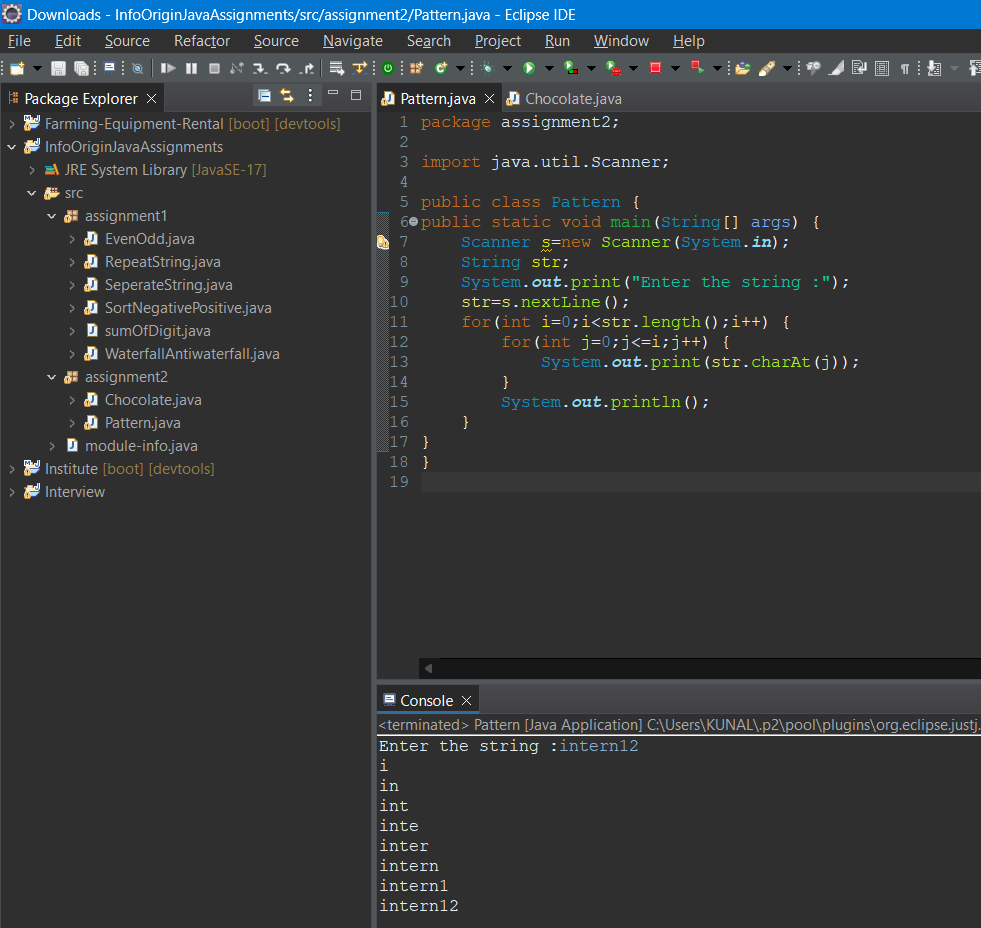 Downloads - InfoOriginJavaAssignments/src/assignment2/Pattern.java - Eclipse IDE
File Edit Source Refactor Source Navigate Search Project Run Window Help
Package Explorer
Farming-Equipment-Rental [boot] [devtools]
InfoOriginJavaAssignments
JRE System Library [JavaSE-17]
src
assignment1
EvenOdd.java
RepeatString.java
SeperateString.java
SortNegativePositive.java
sumOfDigit.java
WaterfallAntiwaterfall.java
assignment2
Chocolate.java
Pattern.java
module-info.java
Institute [boot] [devtools]
Interview
Pattern.java Chocolate.java
1 package assignment2;
2
3 import java.util.Scanner;
4
5 public class Pattern {
6 public static void main(String[] args) {
7 Scanner s=new Scanner(System.in);
8 String str;
9 System.out.print("Enter the string :");
10 str=s.nextLine();
11 for(int i=0;i<str.length();i++) {
12 for(int j=0;j<=i;j++) {
13 System.out.print(str.charAt(j));
14 }
15 System.out.println();
16 }
17 }
18 }
19
Console
<terminated> Pattern [Java Application] C:\Users\KUNAL\.p2\pool\plugins\org.eclipse.justj.
Enter the string :intern12
i
in
int
inte
inter
intern
intern1
intern12